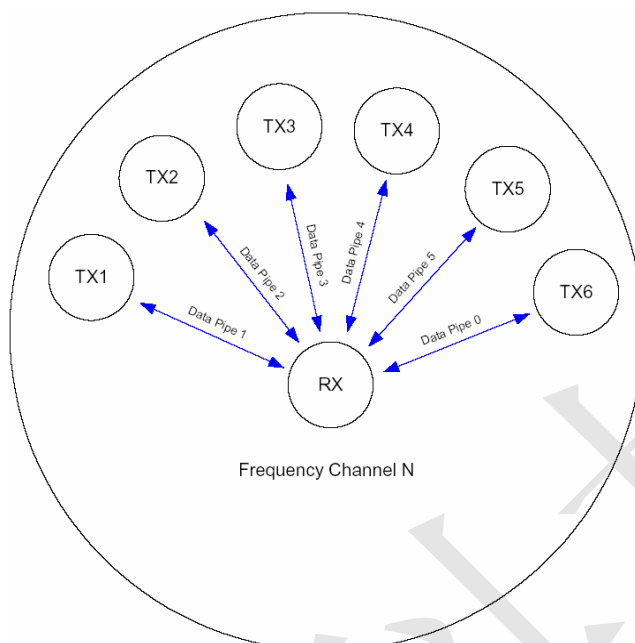 TX3
TX4
TX2
TX5
TX1
TX6
Data Pipe 1
Data Pipe 2
Data Pipe 3
Data Pipe 4
Data Pipe 5
Data Pipe 0
RX
Frequency Channel N